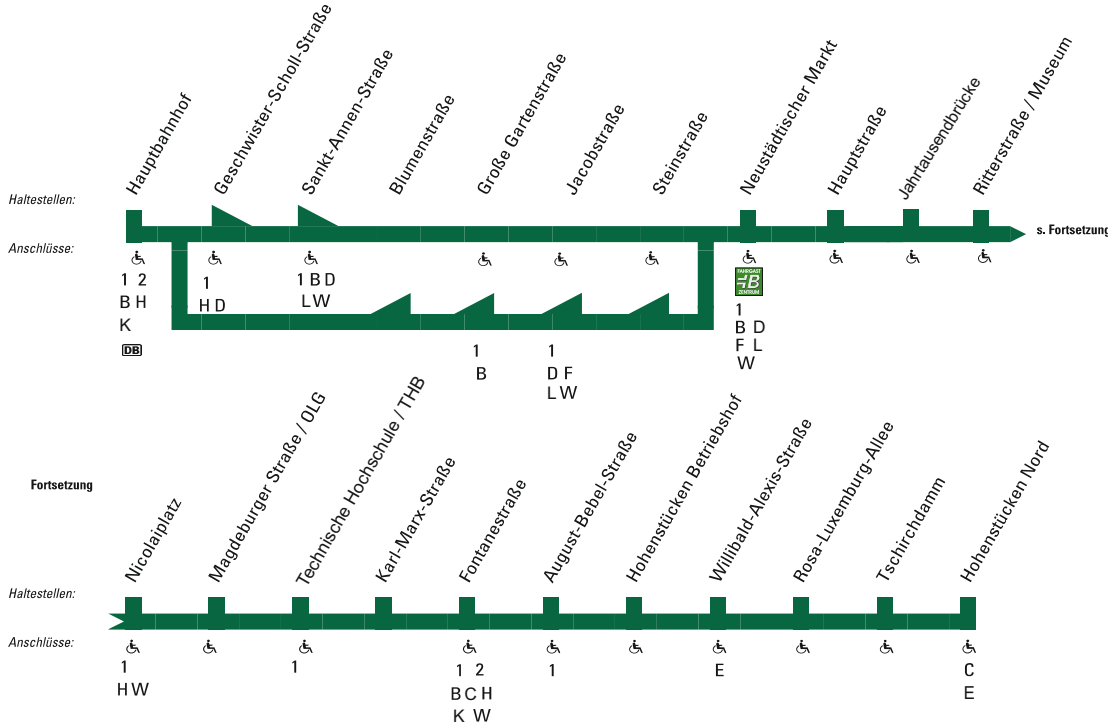 Hauptbahnhof
Geschwister-Scholl-Straße
Sankt-Annen-Straße
Blumenstraße
Große Gartenstraße
Jacobstraße
Steinstraße
Neustädtischer Markt
Hauptstraße
Jahrtausendbrücke
Ritterstraße / Museum
Haltestellen:
s. Fortsetzung
Anschlüsse:
1 2
B H
K
DB
1
H D
1 B D
L W
1
B
1
D F
L W
FAHRGAST
B
ZENTRUM
1
B D
F L
W
Fortsetzung
Nicolaiplatz
Magdeburger Straße / OLG
Technische Hochschule / THB
Karl-Marx-Straße
Fontanestraße
August-Bebel-Straße
Hohenstücken Betriebshof
Willibald-Alexis-Straße
Rosa-Luxemburg-Allee
Tschirchdamm
Hohenstücken Nord
Haltestellen:
Anschlüsse:
1
H W
1
1 2
B C H
K W
1
E
C
E